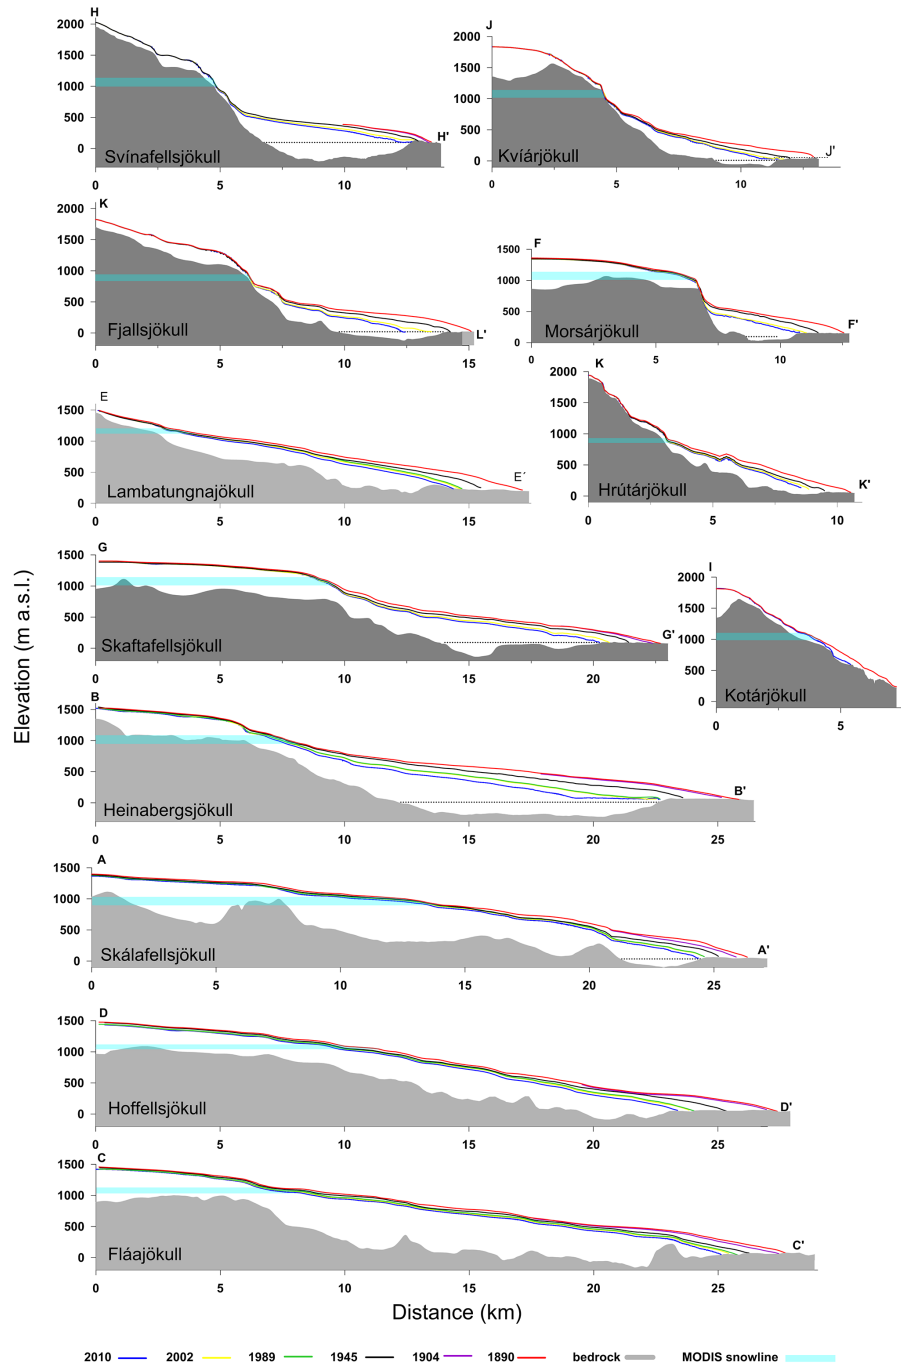 H
2000
1500
1000
500
0
H'
Svínafellsjökull
0 5 10 15
J
2000
1500
1000
500
0
J'
Kvíárjökull
0 5 10
K
2000
1500
1000
500
0
L'
Fjallsjökull
0 5 10 15
F
1500
1000
500
0
F'
Morsárjökull
0 5 10
E
1500
1000
500
0
E´
Lambatungnajökull
0 5 10 15
K
2000
1500
1000
500
0
K'
Hrútárjökull
0 5 10
G
1500
1000
500
0
G'
Skaftafellsjökull
0 5 10 15 20
I
2000
1500
1000
500
0
Kotárjökull
0 5
Elevation (m a.s.l.)
B
1500
1000
500
0
B'
Heinabergsjökull
0 5 10 15 20 25
A
1500
1000
500
0
A'
Skálafellsjökull
0 5 10 15 20 25
D
1500
1000
500
0
D'
Hoffellsjökull
0 5 10 15 20 25
C
1500
1000
500
0
C'
Fláajökull
0 5 10 15 20 25
Distance (km)
2010 2002 1989 1945 1904 1890 bedrock MODIS snowline